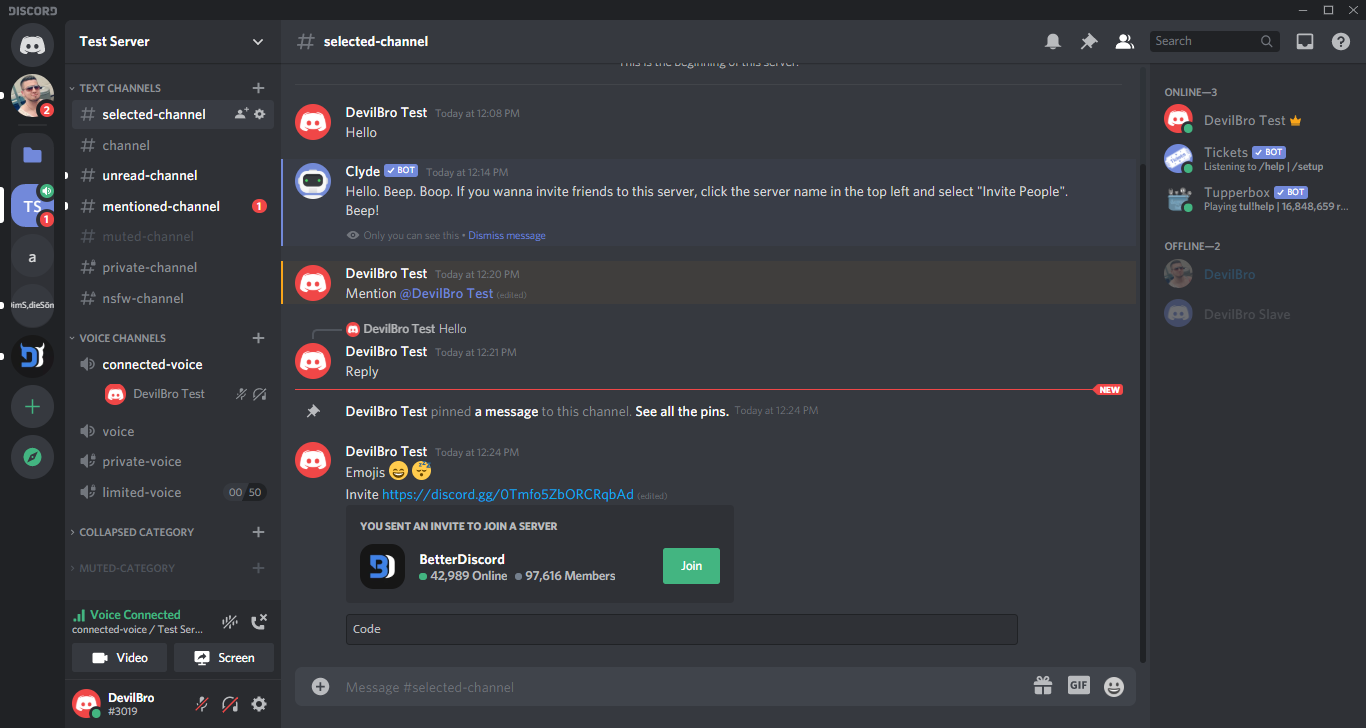 DISCORD
Test Server
selected-channel
Search
2
TS
1
a
TEXT CHANNELS
selected-channel
channel
unread-channel
mentioned-channel 1
muted-channel
private-channel
nsfw-channel
VOICE CHANNELS
connected-voice
DevilBro Test
voice
private-voice
limited-voice 00 50
COLLAPSED CATEGORY
MUTED-CATEGORY
Voice Connected
connected-voice / Test Ser...
Video Screen
DevilBro
#3019
This is the beginning of this server.
DevilBro Test Today at 12:08 PM
Hello
Clyde BOT Today at 12:14 PM
Hello. Beep. Boop. If you wanna invite friends to this server, click the server name in the top left and select "Invite People".
Beep!
Only you can see this • Dismiss message
DevilBro Test Today at 12:20 PM
Mention @DevilBro Test (edited)
DevilBro Test Hello
DevilBro Test Today at 12:21 PM
Reply
NEW
DevilBro Test pinned a message to this channel. See all the pins. Today at 12:24 PM
DevilBro Test Today at 12:24 PM
Emojis 😄 😴
Invite https://discord.gg/0Tmfo5ZbORCRqbAd (edited)
YOU SENT AN INVITE TO JOIN A SERVER
BetterDiscord
42,989 Online 97,616 Members
Join
Code
Message #selected-channel
GIF
ONLINE—3
DevilBro Test
Tickets BOT
Listening to /help | /setup
Tupperbox BOT
Playing tul!help | 16,848,659 r...
OFFLINE—2
DevilBro
DevilBro Slave